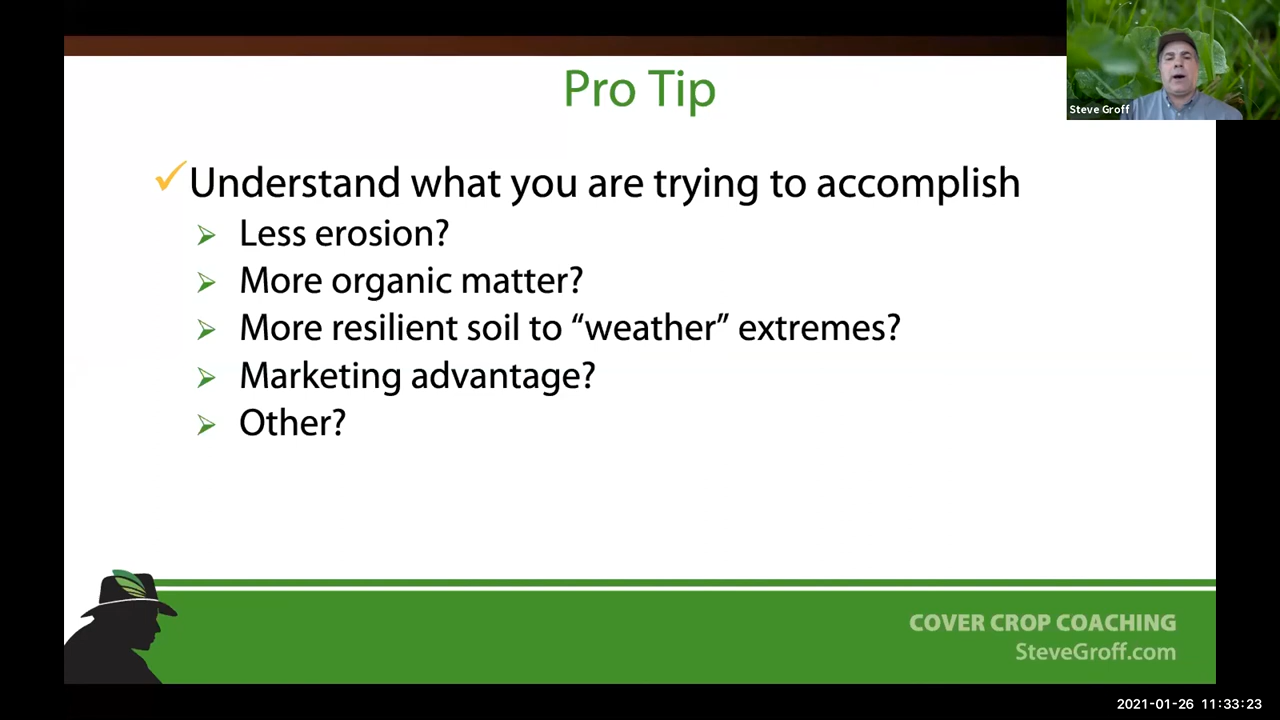 Pro Tip
Steve Groff
Understand what you are trying to accomplish
Less erosion?
More organic matter?
More resilient soil to “weather” extremes?
Marketing advantage?
Other?
COVER CROP COACHING
SteveGroff.com
2021-01-26 11:33:23